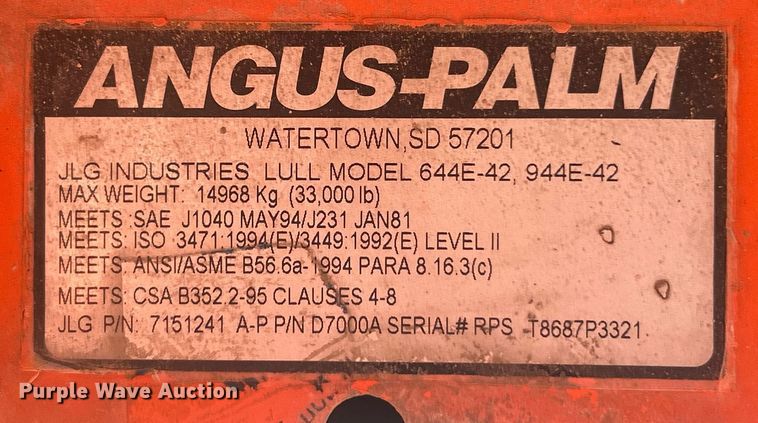 ANGUS-PALM
WATERTOWN,SD 57201
JLG INDUSTRIES LULL MODEL 644E-42, 944E-42
MAX WEIGHT: 14968 Kg (33,000 lb)
MEETS: SAE J1040 MAY94/J231 JAN81
MEETS: ISO 3471:1994(E)/3449:1992(E) LEVEL II
MEETS: ANSI/ASME B56.6a-1994 PARA 8.16.3(c)
MEETS: CSA B352.2-95 CLAUSES 4-8
JLG P/N: 7151241 A-P P/N D7000A SERIAL# RPS T8687P3321
Purple Wave Auction